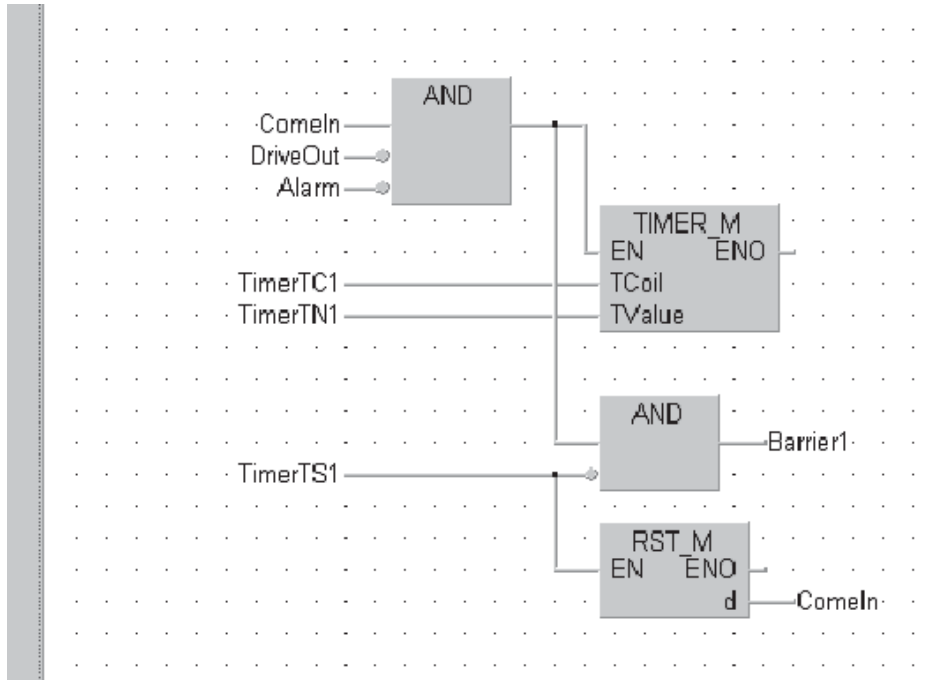 AND
ComeIn
DriveOut
Alarm
TIMER_M
EN ENO
TimerTC1 TCoil
TimerTN1 TValue
AND
Barrier1
TimerTS1
RST_M
EN ENO
d ComeIn